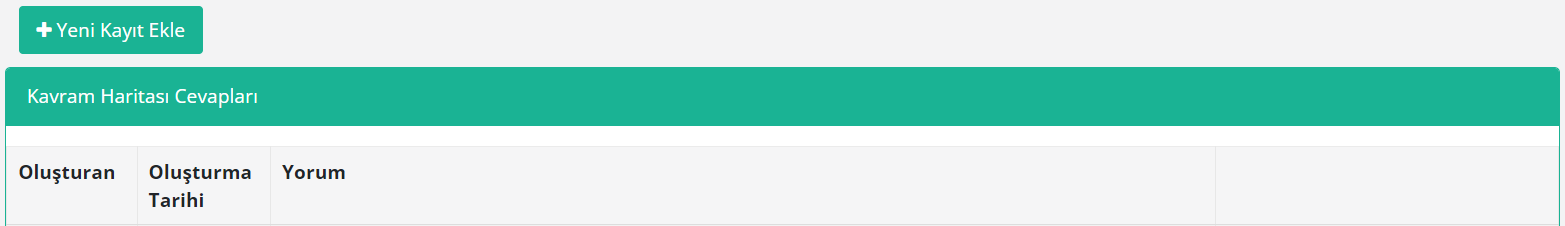 Yeni Kayıt Ekle
Kavram Haritası Cevapları
Oluşturan
Oluşturma
Tarihi
Yorum